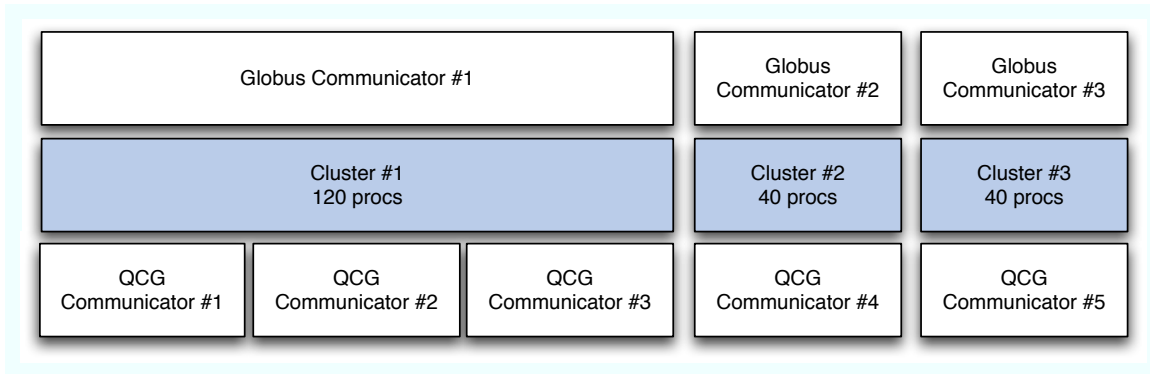 Globus Communicator #1
Globus
Communicator #2
Globus
Communicator #3
Cluster #1
120 procs
Cluster #2
40 procs
Cluster #3
40 procs
QCG
Communicator #1
QCG
Communicator #2
QCG
Communicator #3
QCG
Communicator #4
QCG
Communicator #5